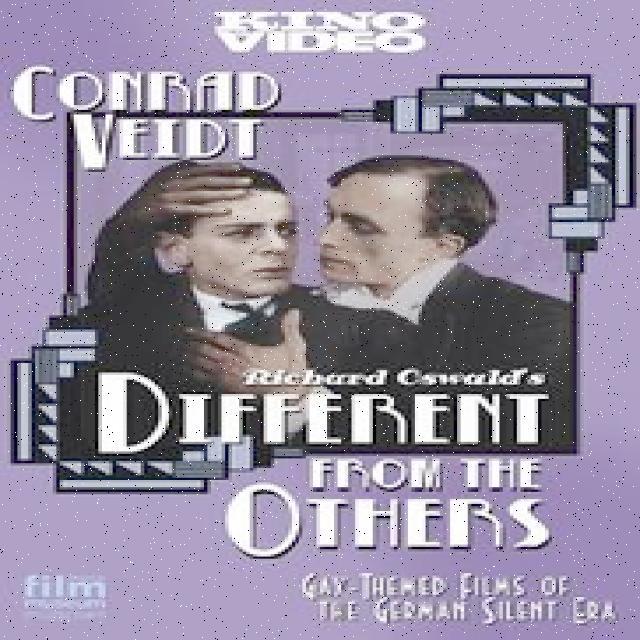 KINO
VIDEO
CONRAD
VEIDT
Richard Oswald's
DIFFERENT
FROM THE
OTHERS
film
museum
GAY-THEMED FILMS OF
THE GERMAN SILENT ERA